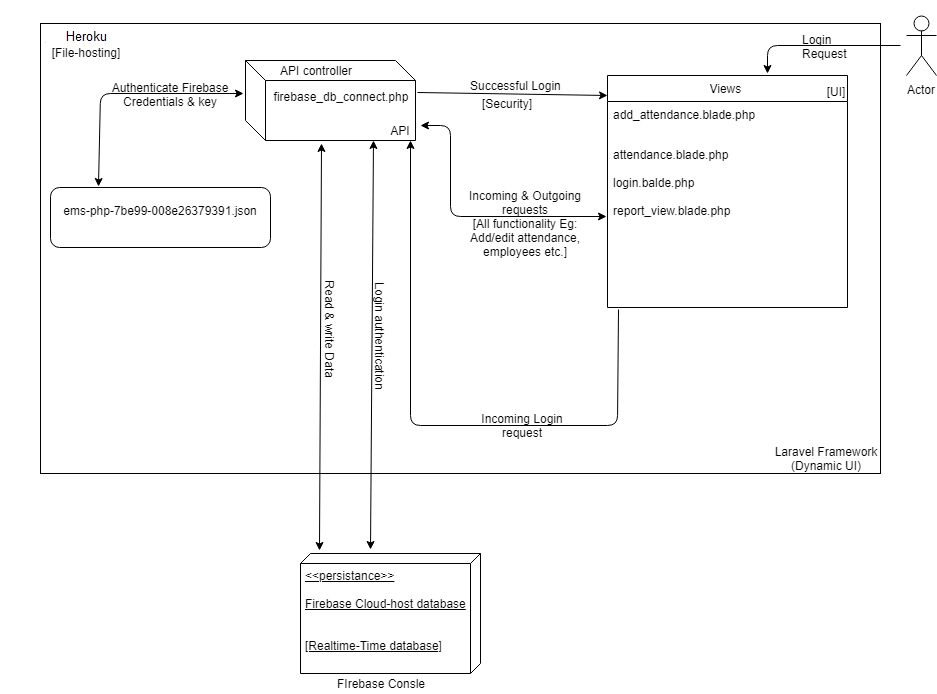 Heroku
[File-hosting]
Login
Request
Actor
API controller
firebase_db_connect.php
API
Authenticate Firebase
Credentials & key
Successful Login
[Security]
Views
[UI]
add_attendance.blade.php
attendance.blade.php
login.balde.php
report_view.blade.php
ems-php-7be99-008e26379391.json
Incoming & Outgoing
requests
[All functionality Eg:
Add/edit attendance,
employees etc.]
Read & write Data
Login authentication
Incoming Login
request
Laravel Framework
(Dynamic UI)
<<persistance>>
Firebase Cloud-host database
[Realtime-Time database]
FIrebase Consle